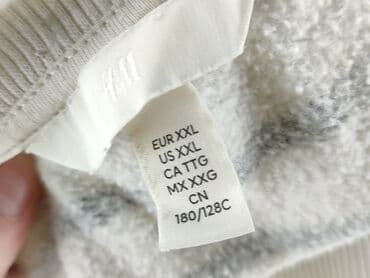 H&M
EUR XXL
US XXL
CA TTG
MX XXG
CN
180/128C